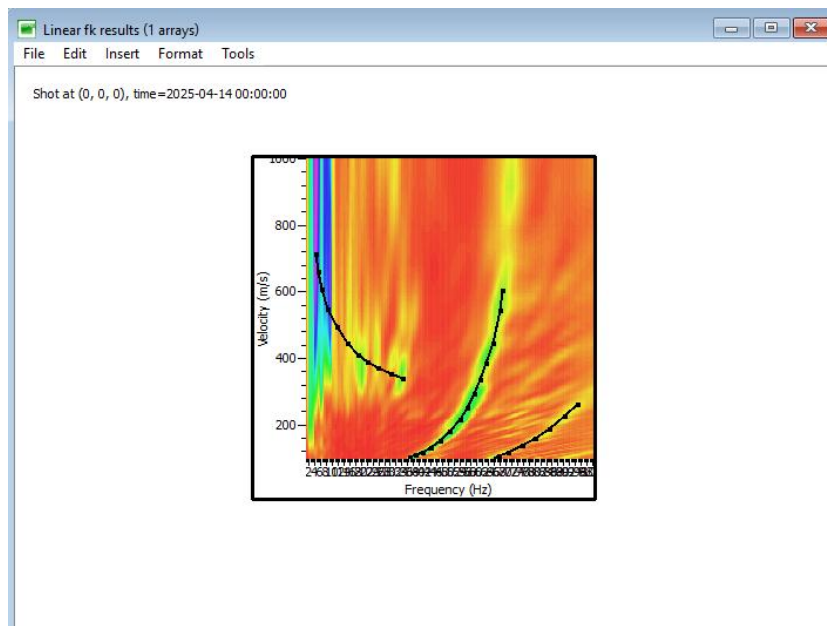 Linear fk results (1 arrays)
File Edit Insert Format Tools
Shot at (0, 0, 0), time=2025-04-14 00:00:00
1000
800
600
400
200
Velocity (m/s)
Frequency (Hz)